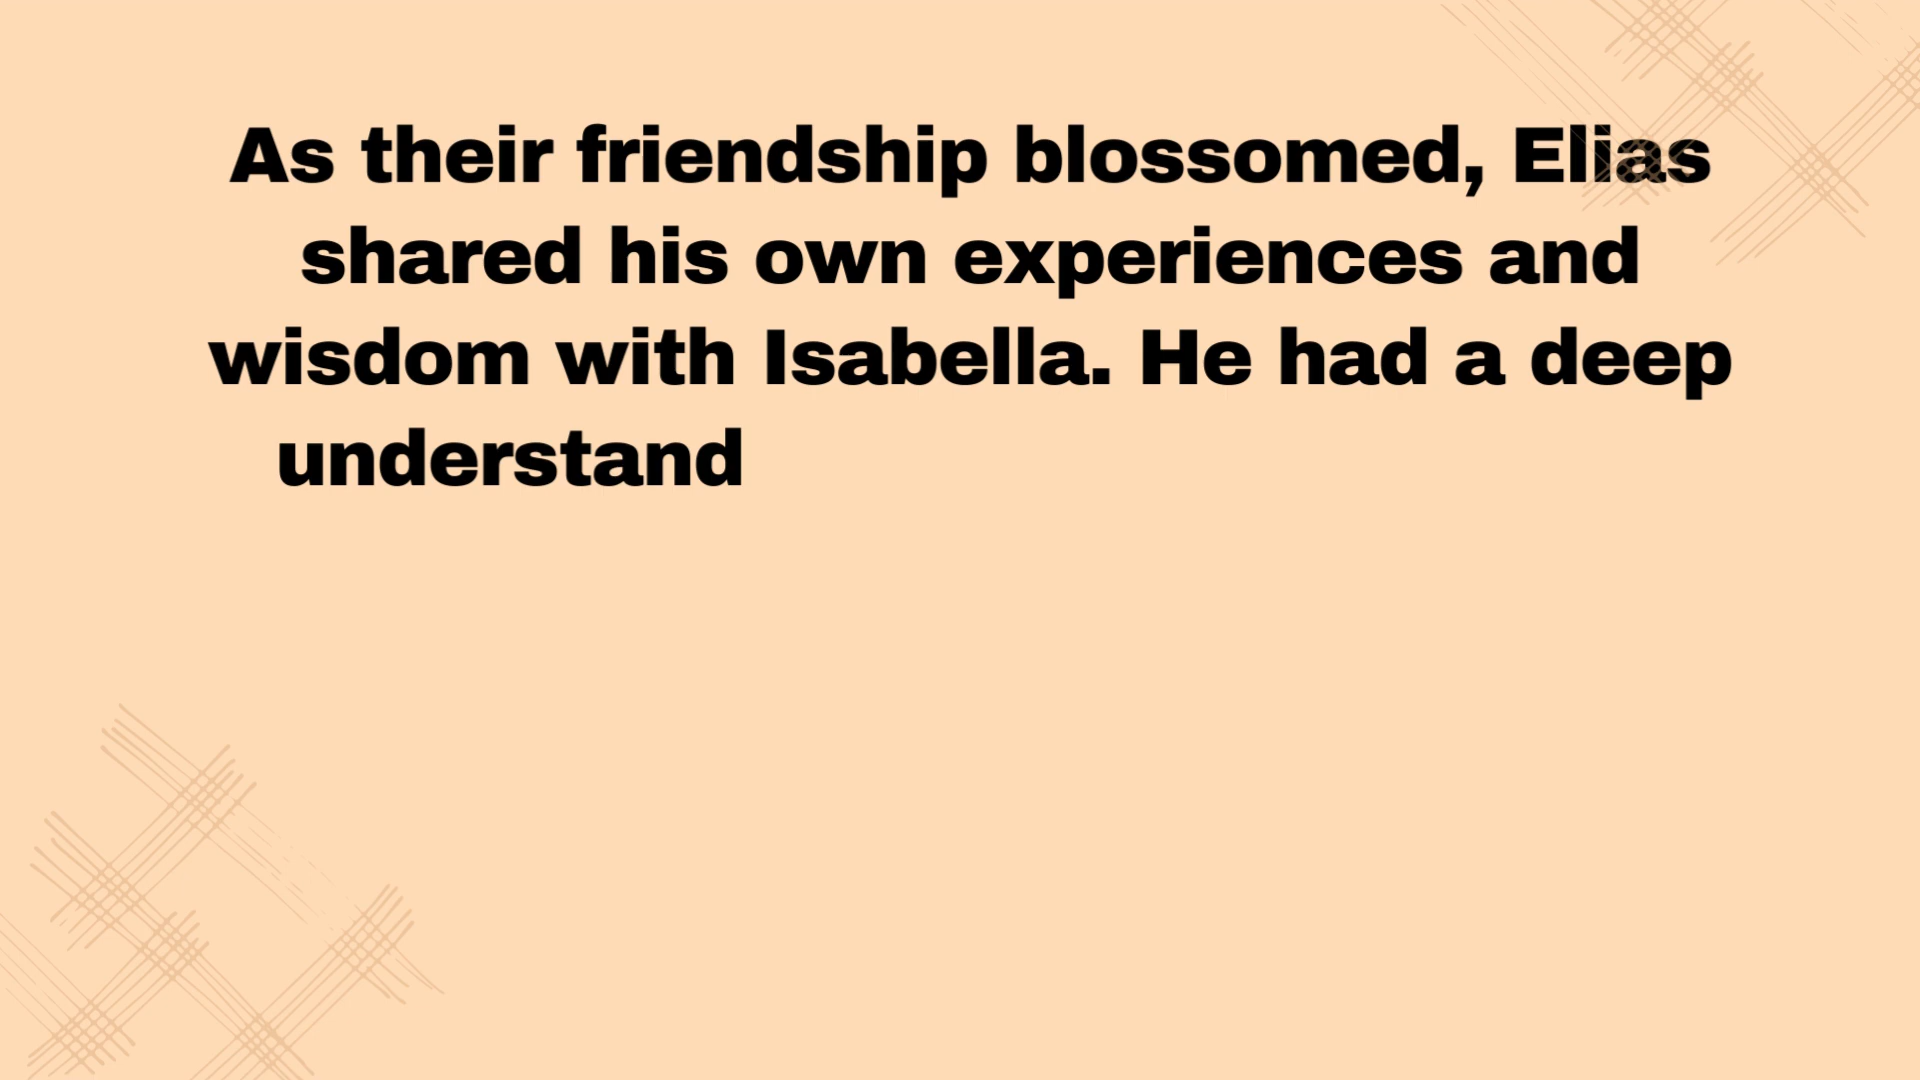 As their friendship blossomed, Elias
shared his own experiences and
wisdom with Isabella. He had a deep
understand